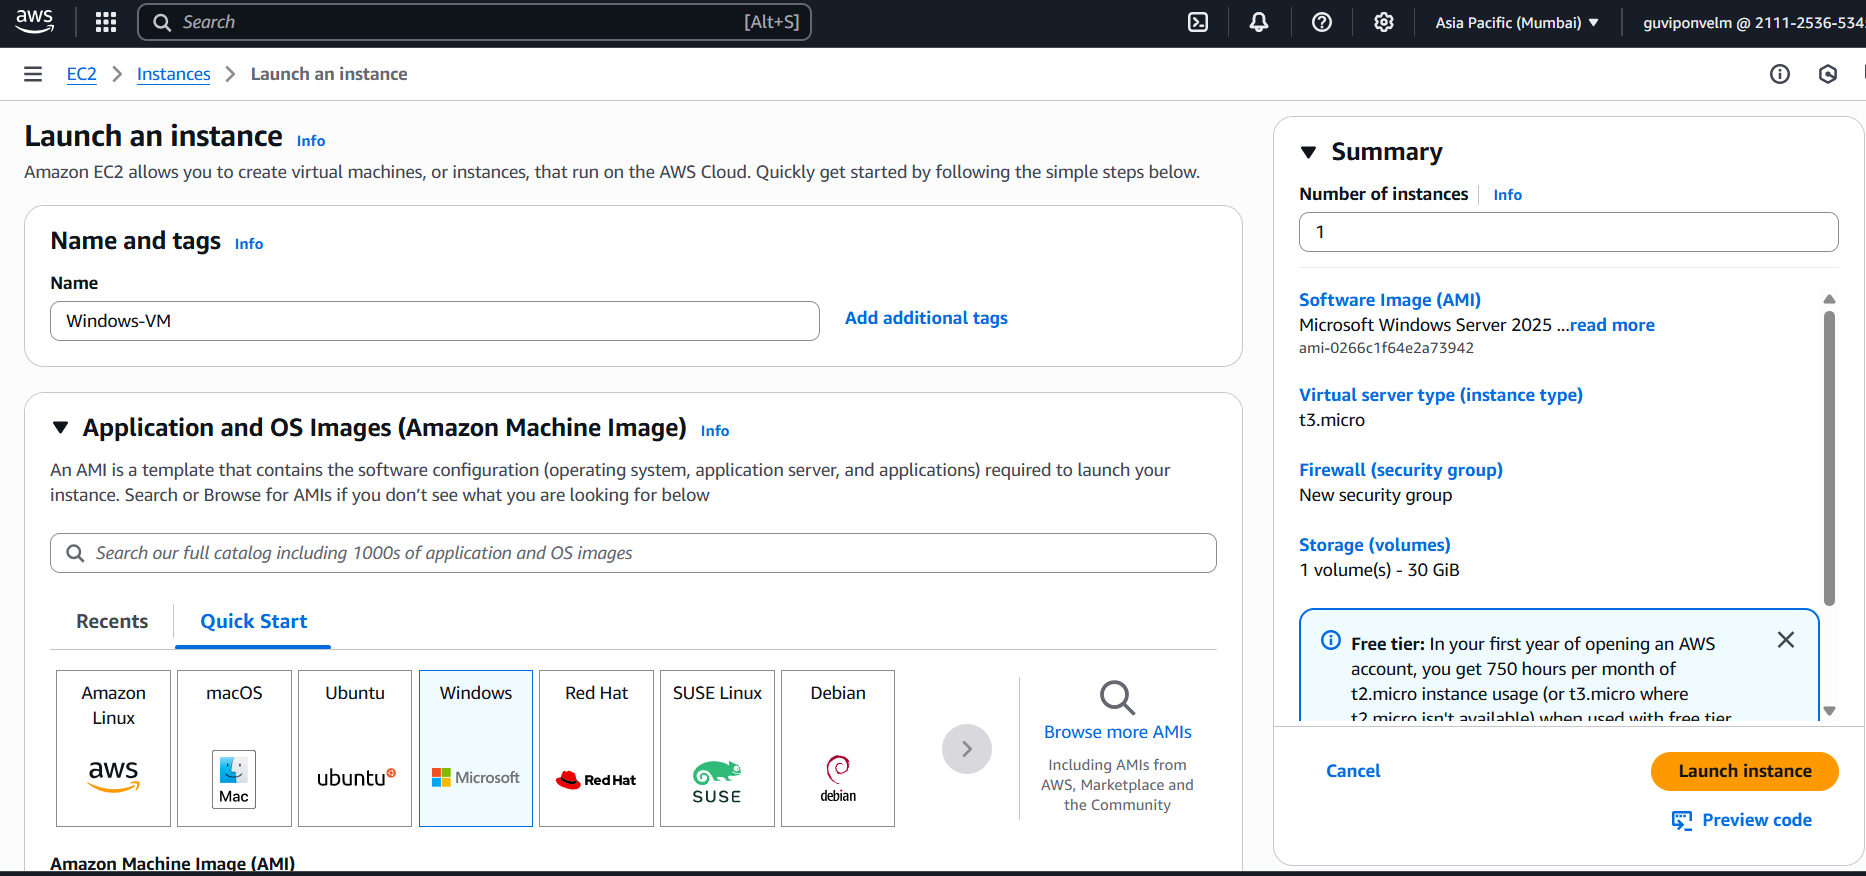 aws
Search
[Alt+S]
Asia Pacific (Mumbai)
guviponvelm @ 2111-2536-534
EC2
Instances
Launch an instance
Launch an instance
Info
Amazon EC2 allows you to create virtual machines, or instances, that run on the AWS Cloud. Quickly get started by following the simple steps below.
Name and tags
Info
Name
Windows-VM
Add additional tags
Application and OS Images (Amazon Machine Image)
Info
An AMI is a template that contains the software configuration (operating system, application server, and applications) required to launch your
instance. Search or Browse for AMIs if you don’t see what you are looking for below
Search our full catalog including 1000s of application and OS images
Recents
Quick Start
Amazon
Linux
aws
macOS
Mac
Ubuntu
ubuntu
Windows
Microsoft
Red Hat
Red Hat
SUSE Linux
SUSE
Debian
debian
Browse more AMIs
Including AMIs from
AWS, Marketplace and
the Community
Amazon Machine Image (AMI)
Summary
Number of instances
Info
1
Software Image (AMI)
Microsoft Windows Server 2025 ...read more
ami-0266c1f64e2a73942
Virtual server type (instance type)
t3.micro
Firewall (security group)
New security group
Storage (volumes)
1 volume(s) - 30 GiB
Free tier: In your first year of opening an AWS
account, you get 750 hours per month of
t2.micro instance usage (or t3.micro where
t2.micro isn't available) when used with free tier
Cancel
Launch instance
Preview code